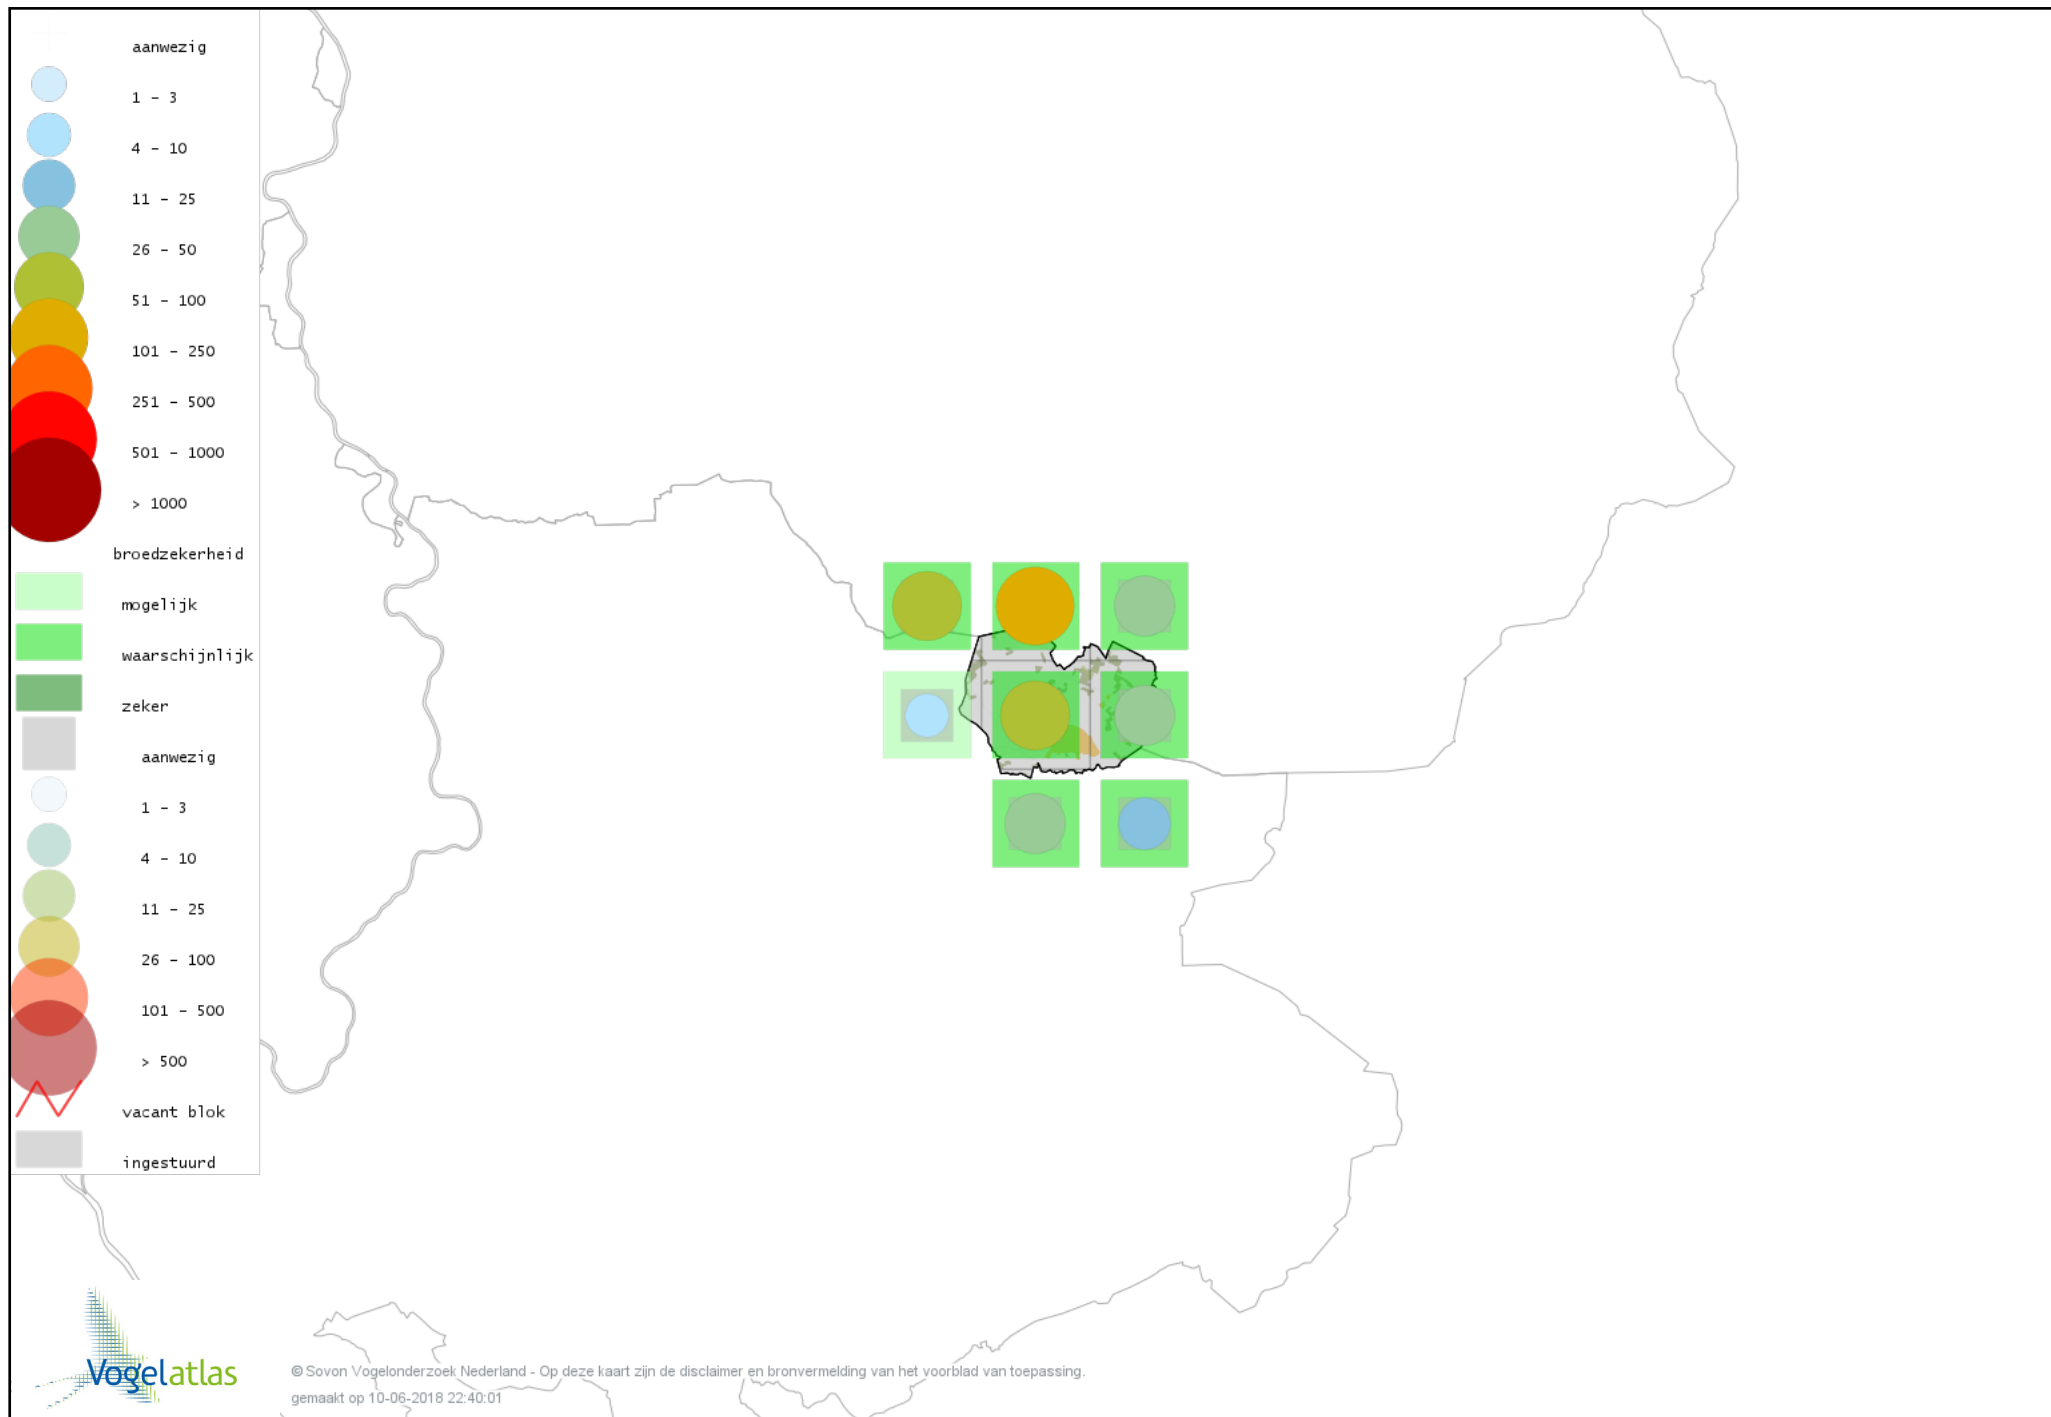 aanwezig
1 - 3
4 - 10
11 - 25
26 - 50
51 - 100
101 - 250
251 - 500
501 - 1000
> 1000
broedzekerheid
mogelijk
waarschijnlijk
zeker
aanwezig
1 - 3
4 - 10
11 - 25
26 - 100
101 - 500
> 500
vacant blok
ingestuurd
Vogelatlas
© Sovon Vogelonderzoek Nederland - Op deze kaart zijn de disclaimer en bronvermelding van het voorblad van toepassing.
gemaakt op 10-06-2018 22:40:01